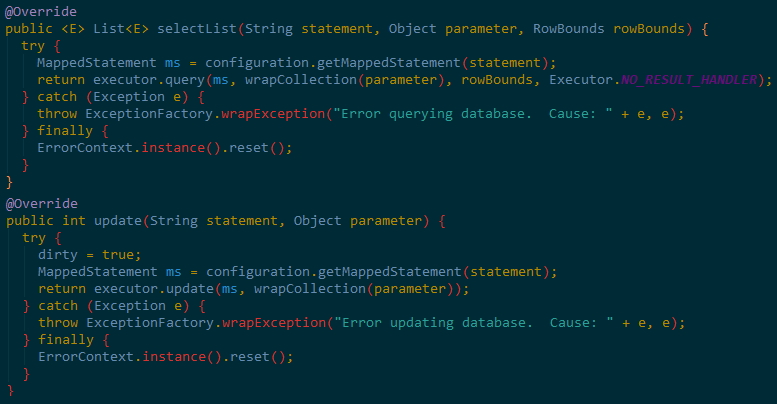 @Override
public <E> List<E> selectList(String statement, Object parameter, RowBounds rowBounds) {
  try {
    MappedStatement ms = configuration.getMappedStatement(statement);
    return executor.query(ms, wrapCollection(parameter), rowBounds, Executor.NO_RESULT_HANDLER);
  } catch (Exception e) {
    throw ExceptionFactory.wrapException("Error querying database.  Cause: " + e, e);
  } finally {
    ErrorContext.instance().reset();
  }
}
@Override
public int update(String statement, Object parameter) {
  try {
    dirty = true;
    MappedStatement ms = configuration.getMappedStatement(statement);
    return executor.update(ms, wrapCollection(parameter));
  } catch (Exception e) {
    throw ExceptionFactory.wrapException("Error updating database.  Cause: " + e, e);
  } finally {
    ErrorContext.instance().reset();
  }
}